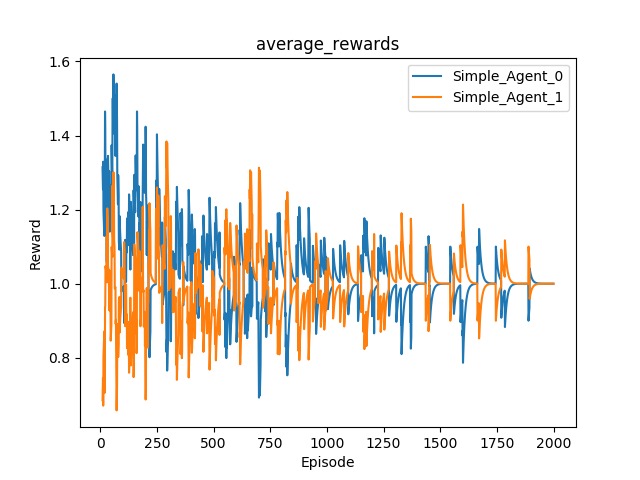 average_rewards
Simple_Agent_0
Simple_Agent_1
1.6
1.4
1.2
1.0
0.8
Reward
0 250 500 750 1000 1250 1500 1750 2000
Episode